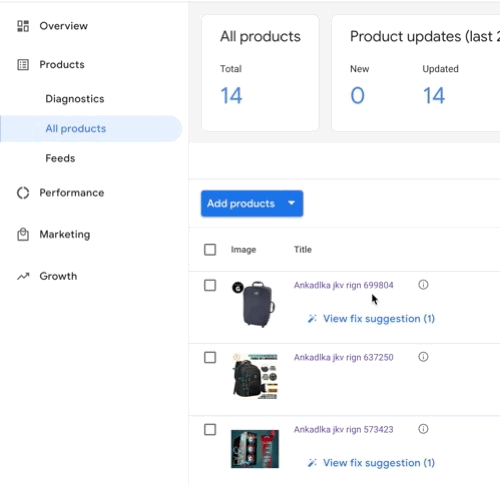 Overview
Products
Diagnostics
All products
Feeds
Performance
Marketing
Growth
All products
Total
14
Product updates (last 2
New
0
Updated
14
Add products
Image
Title
Ankadlka jkv rign 699804
View fix suggestion (1)
Ankadlka jkv rign 637250
Ankadlka jkv rign 573423
View fix suggestion (1)